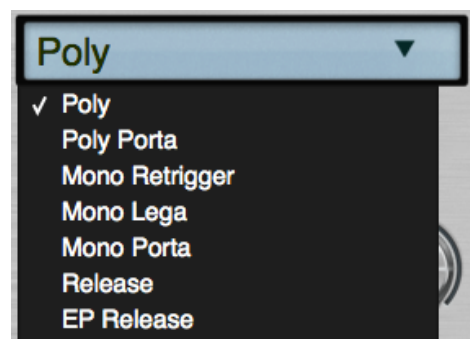 Poly
✓ Poly
Poly Porta
Mono Retrigger
Mono Lega
Mono Porta
Release
EP Release